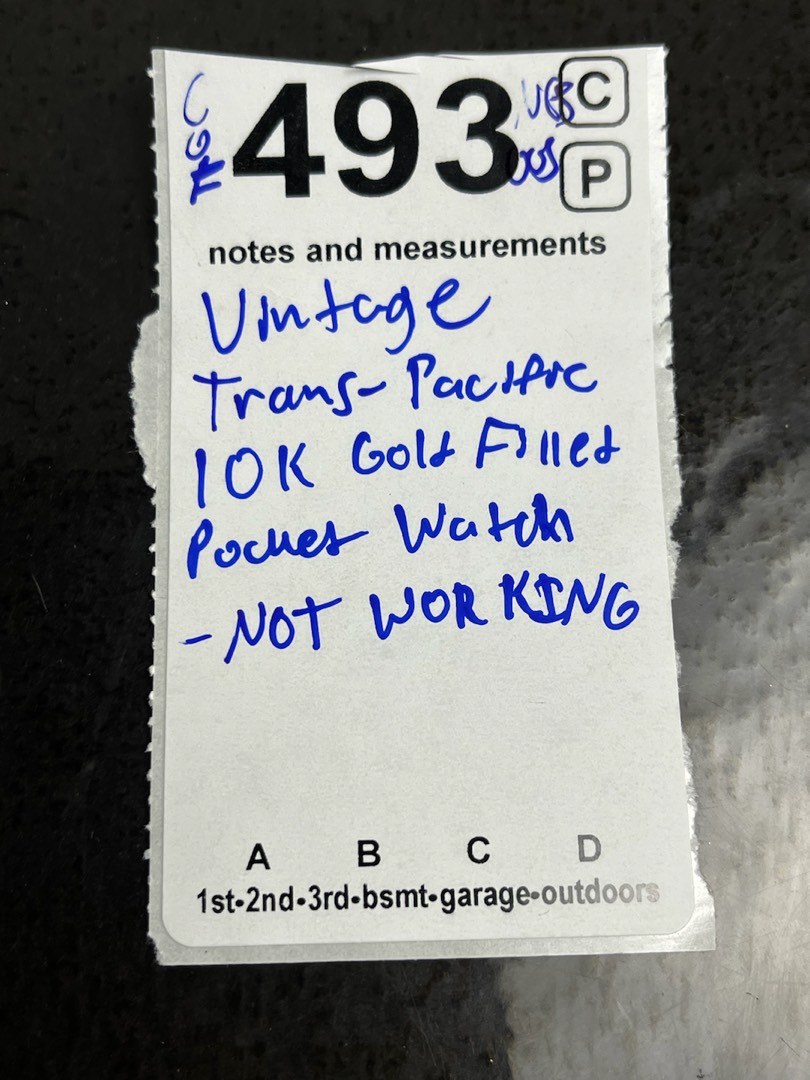 493
C
P
notes and measurements
Vintage
Trans-Pacific
10K Gold Filled
Pocket Watch
-NOT WORKING
A B C D
1st•2nd•3rd•bsmt•garage•outdoors